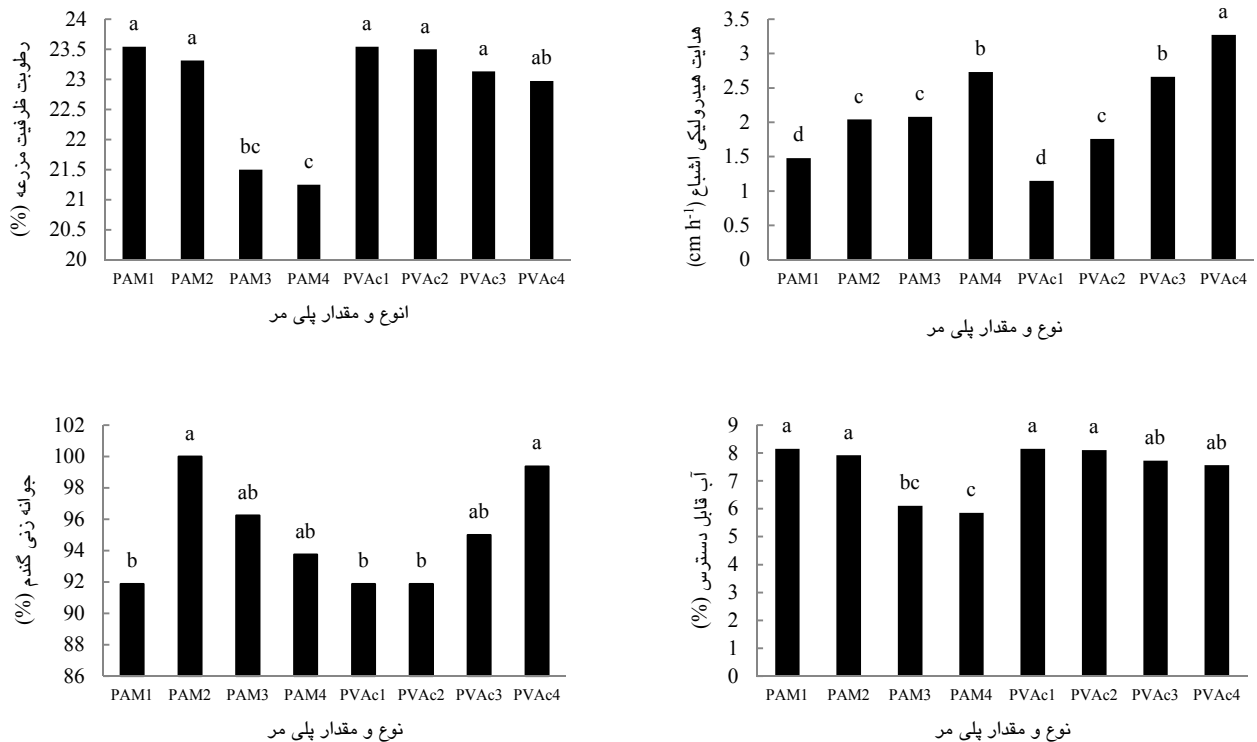 رطوبت ظرفیت مزرعه (%)
24
23.5
23
22.5
22
21.5
21
20.5
20
a
a
bc
c
a
a
a
ab
PAM1 PAM2 PAM3 PAM4 PVAc1 PVAc2 PVAc3 PVAc4
انوع و مقدار پلی مر
هدایت هیدرولیکی اشباع (cm h-1)
4
3.5
3
2.5
2
1.5
1
0.5
0
d
c
c
b
d
c
b
a
PAM1 PAM2 PAM3 PAM4 PVAc1 PVAc2 PVAc3 PVAc4
نوع و مقدار پلی مر
جوانه زنی گندم (%)
102
100
98
96
94
92
90
88
86
b
a
ab
ab
b
b
ab
a
PAM1 PAM2 PAM3 PAM4 PVAc1 PVAc2 PVAc3 PVAc4
نوع و مقدار پلی مر
آب قابل دسترس (%)
9
8
7
6
5
4
3
2
1
0
a
a
bc
c
a
a
ab
ab
PAM1 PAM2 PAM3 PAM4 PVAc1 PVAc2 PVAc3 PVAc4
نوع و مقدار پلی مر